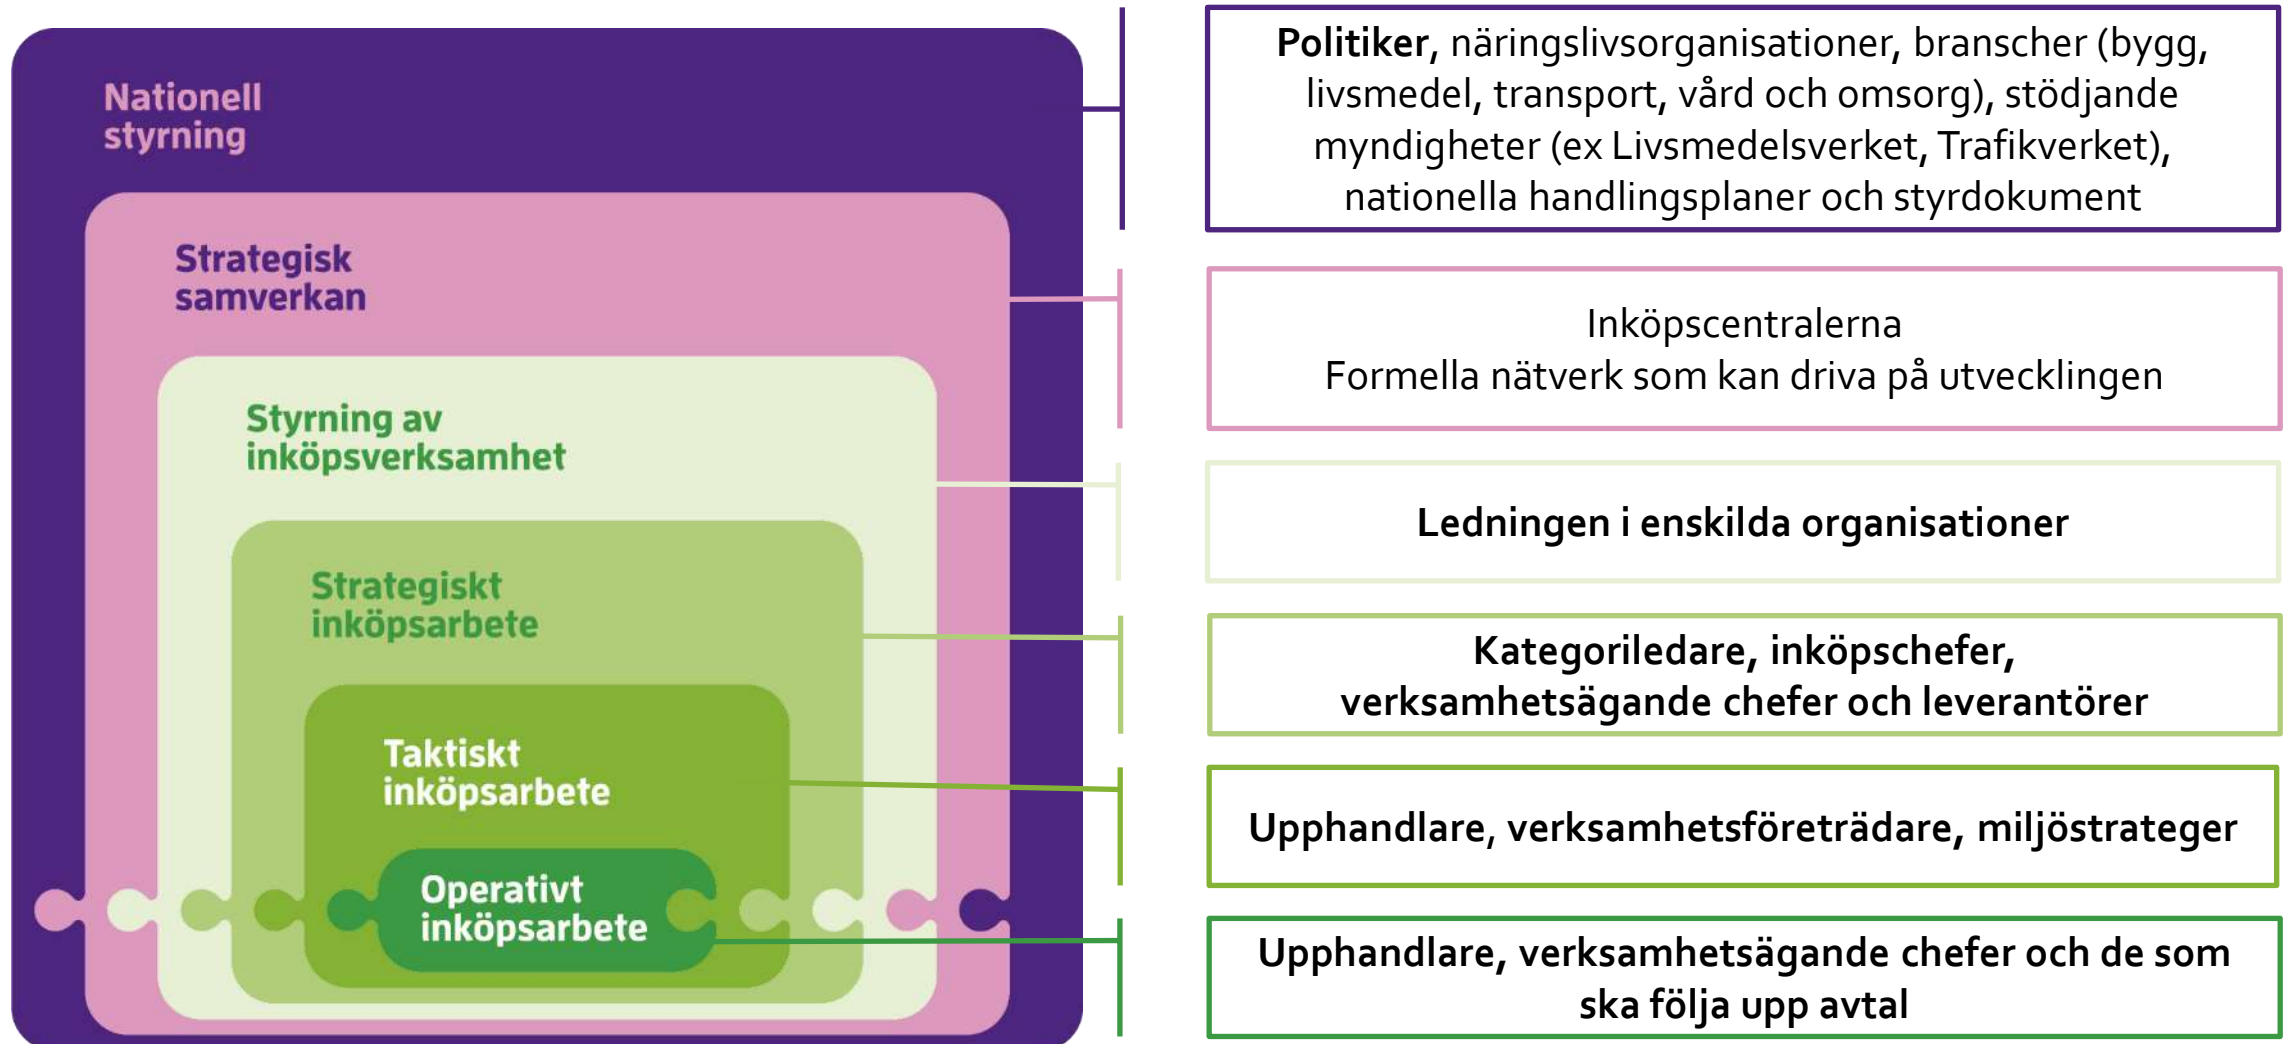 Nationell
styrning
Politiker, näringslivsorganisationer, branscher (bygg,
livsmedel, transport, vård och omsorg), stödjande
myndigheter (ex Livsmedelsverket, Trafikverket),
nationella handlingsplaner och styrdokument
Strategisk
samverkan
Inköpscentralerna
Formella nätverk som kan driva på utvecklingen
Styrning av
inköpsverksamhet
Ledningen i enskilda organisationer
Strategiskt
inköpsarbete
Kategoriledare, inköpschefer,
verksamhetsägande chefer och leverantörer
Taktiskt
inköpsarbete
Upphandlare, verksamhetsföreträdare, miljöstrateger
Operativt
inköpsarbete
Upphandlare, verksamhetsägande chefer och de som
ska följa upp avtal